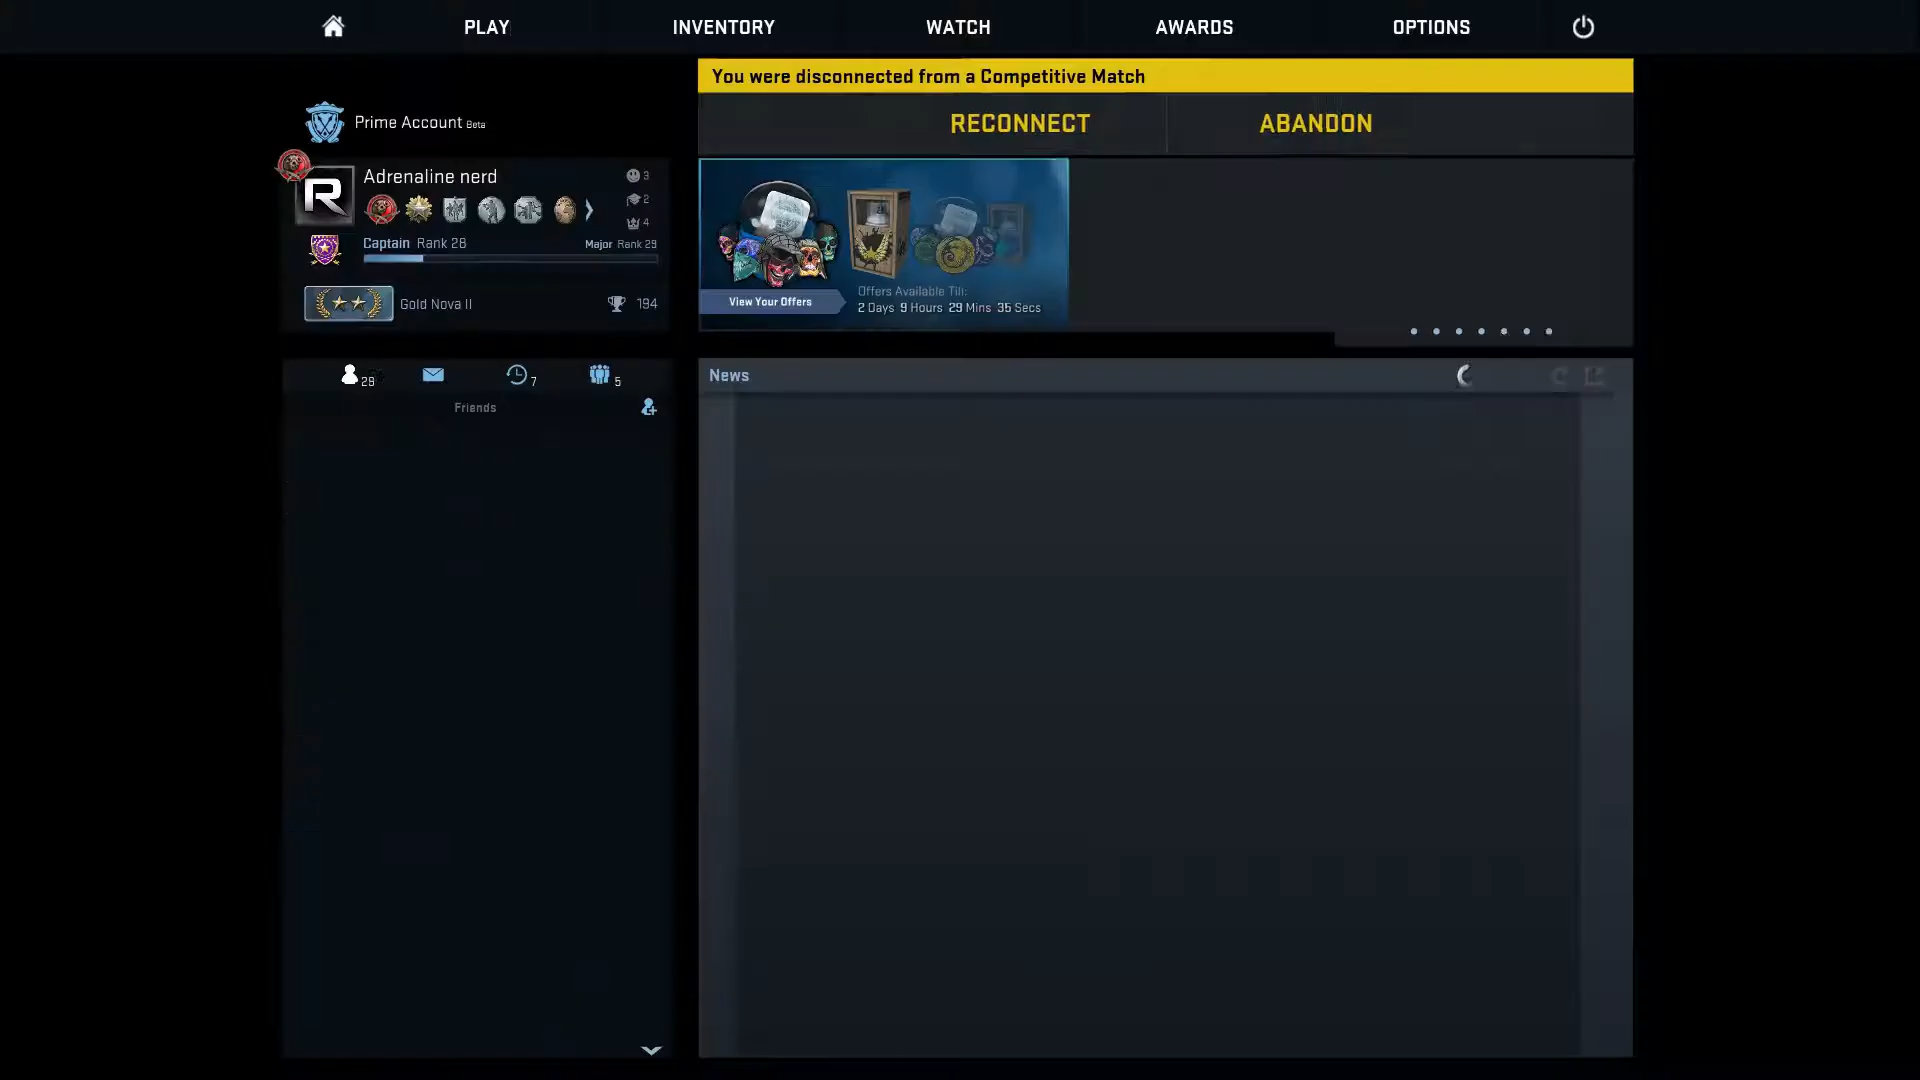 PLAY INVENTORY WATCH AWARDS OPTIONS
You were disconnected from a Competitive Match
RECONNECT ABANDON
Prime Account Beta
R
Adrenaline nerd
3
2
4
Captain Rank 28 Major Rank 29
Gold Nova II 194
View Your Offers
Offers Available Till:
2 Days 9 Hours 29 Mins 35 Secs
28 7 5
Friends
News